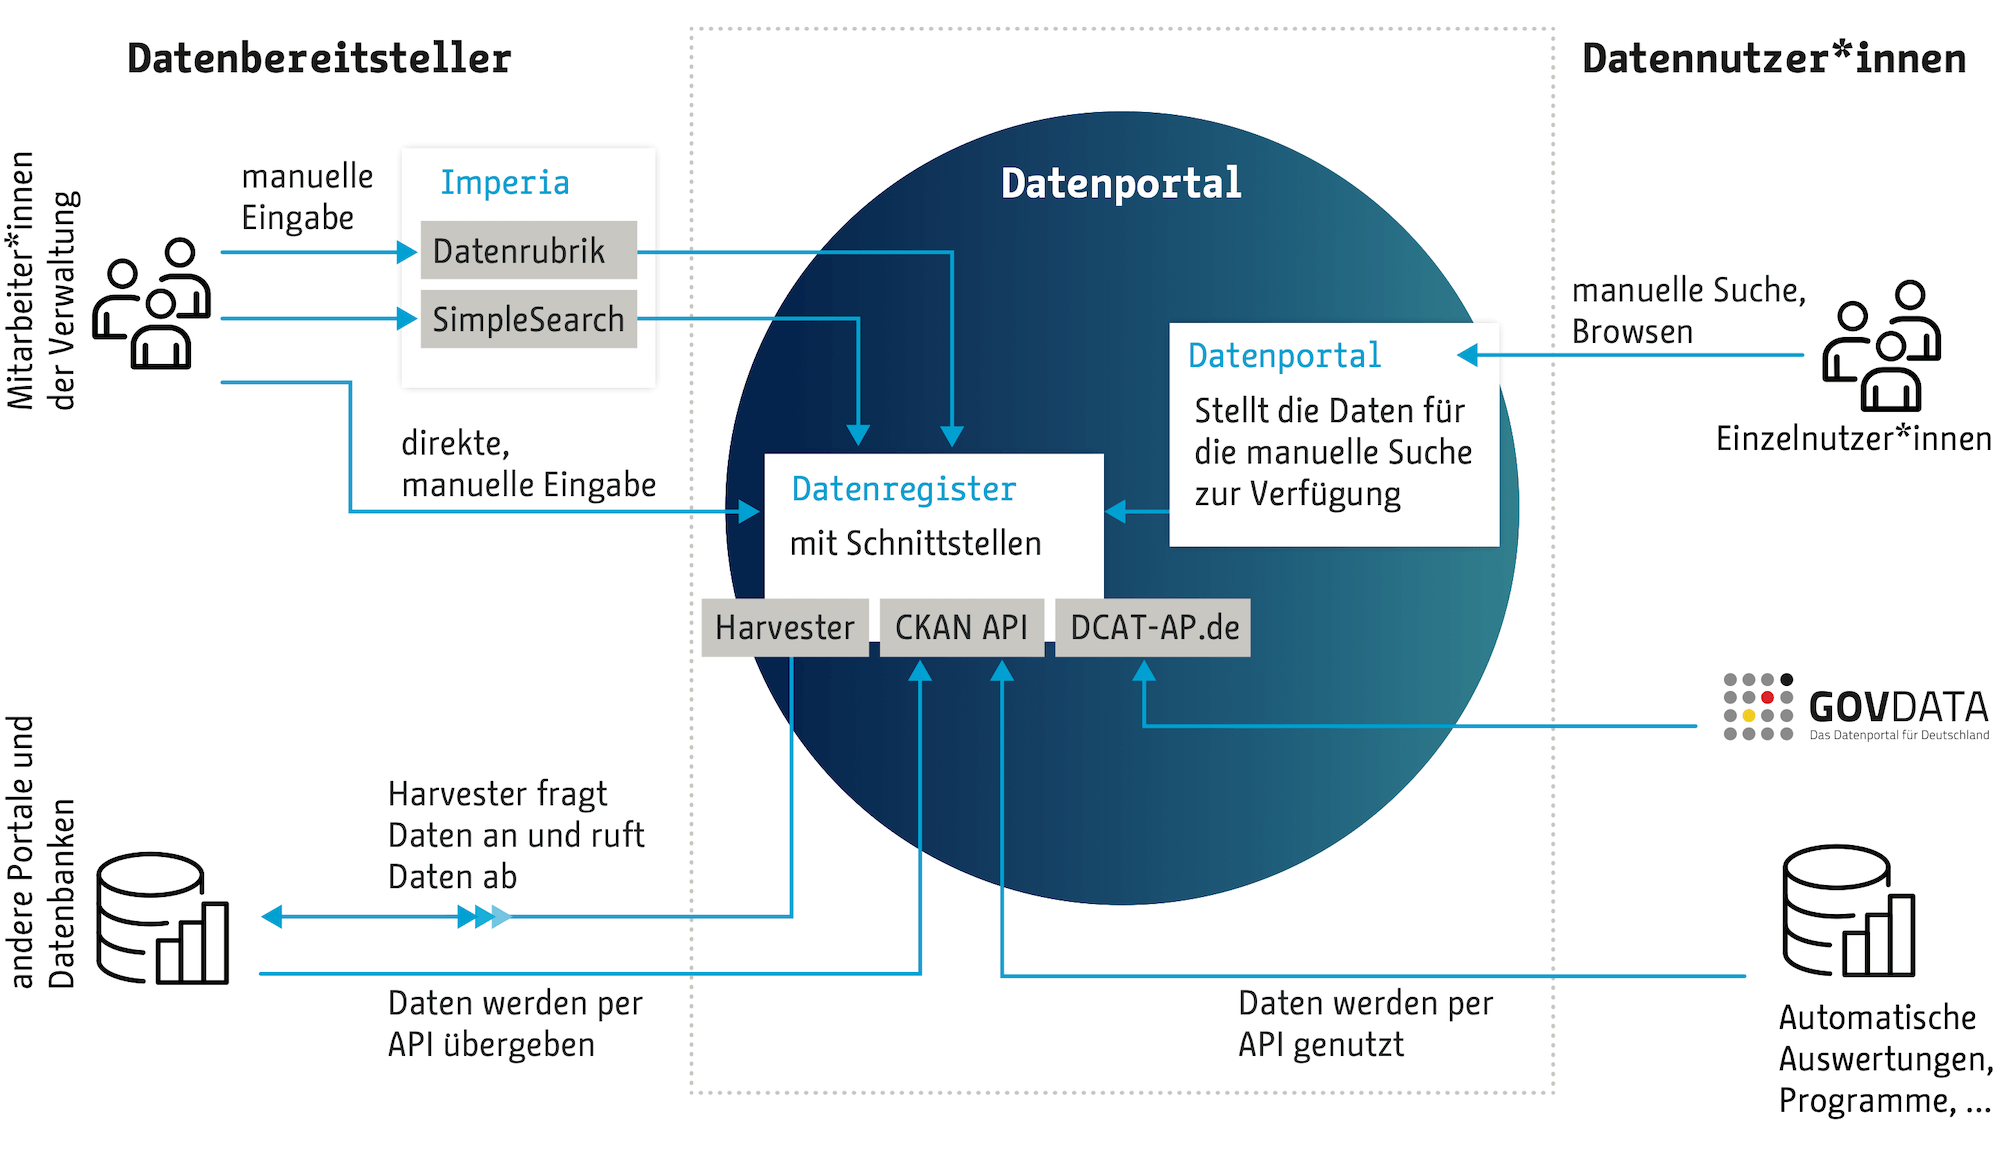 Datenbereitsteller
Datennutzer*innen
Mitarbeiter*innen
der Verwaltung
manuelle
Eingabe
Imperia
Datenrubrik
SimpleSearch
direkte,
manuelle Eingabe
Datenportal
Datenregister
mit Schnittstellen
Harvester
CKAN API
DCAT-AP.de
Datenportal
Stellt die Daten für
die manuelle Suche
zur Verfügung
manuelle Suche,
Browsen
Einzelnutzer*innen
GOVDATA
Das Datenportal für Deutschland
andere Portale und
Datenbanken
Harvester fragt
Daten an und ruft
Daten ab
Daten werden per
API übergeben
Daten werden per
API genutzt
Automatische
Auswertungen,
Programme, ...